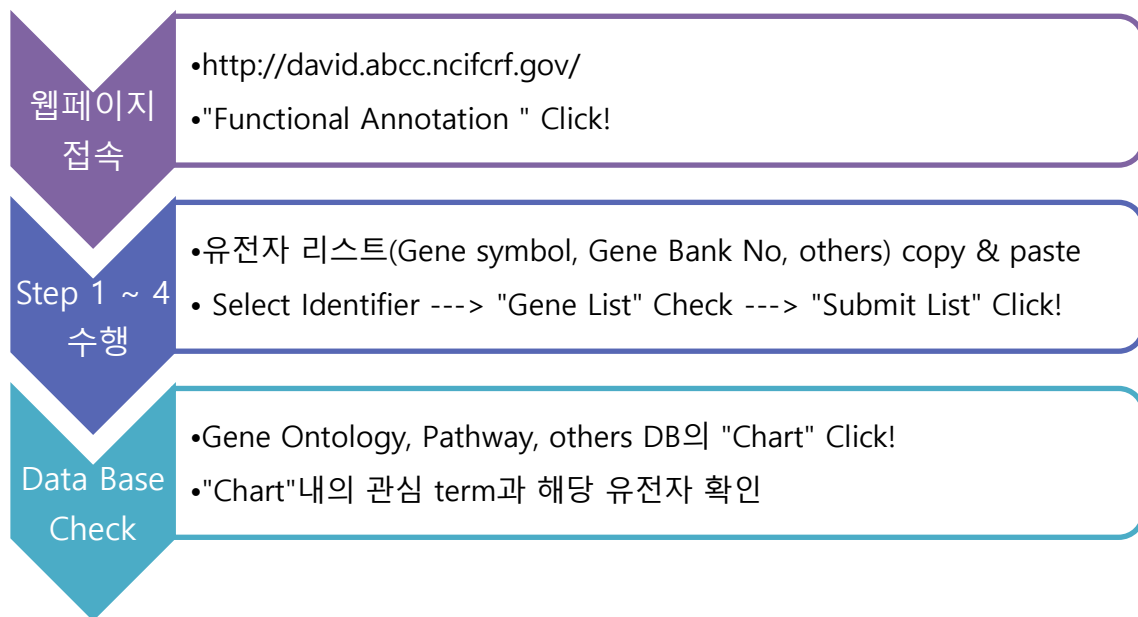 웹페이지
접속
•http://david.abcc.ncifcrf.gov/
•"Functional Annotation " Click!
Step 1 ~ 4
수행
•유전자 리스트(Gene symbol, Gene Bank No, others) copy & paste
• Select Identifier ---> "Gene List" Check ---> "Submit List" Click!
Data Base
Check
•Gene Ontology, Pathway, others DB의 "Chart" Click!
•"Chart"내의 관심 term과 해당 유전자 확인